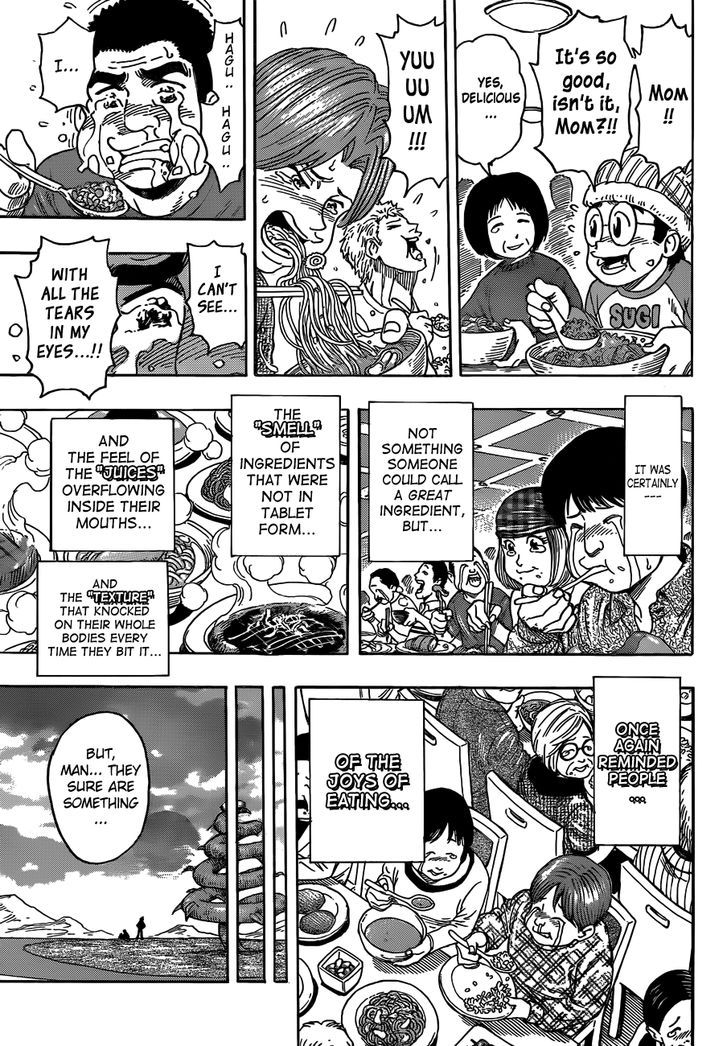 Mom
!!
It's so
good,
isn't it,
Mom?!!
YES,
DELICIOUS
...
SUGI
YUU
UU
UM
!!!
HAGU..
HAGU..
I...
I
CAN'T
SEE...
WITH
ALL THE
TEARS
IN MY
EYES...!!
IT WAS
CERTAINLY
---
NOT
SOMETHING
SOMEONE
COULD CALL
A GREAT
INGREDIENT,
BUT...
THE
"SMELL"
OF
INGREDIENTS
THAT WERE
NOT IN
TABLET
FORM...
AND
THE FEEL OF
THE "JUICES"
OVERFLOWING
INSIDE THEIR
MOUTHS...
AND
THE "TEXTURE"
THAT KNOCKED
ON THEIR WHOLE
BODIES EVERY
TIME THEY BIT IT...
ONCE
AGAIN
REMINDED
PEOPLE
...
OF THE
JOYS OF
EATING...
BUT,
MAN... THEY
SURE ARE
SOMETHING
...